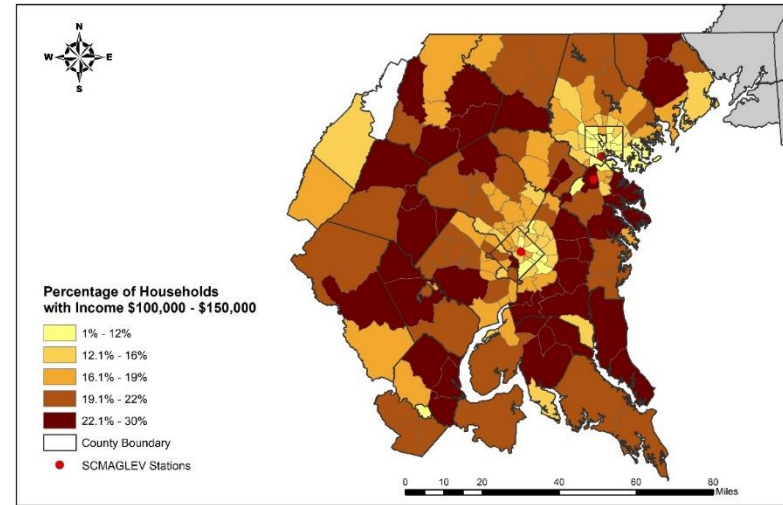 N
W E
S
Percentage of Households
with Income $100,000 - $150,000
1% - 12%
12.1% - 16%
16.1% - 19%
19.1% - 22%
22.1% - 30%
County Boundary
SCMAGLEV Stations
0 10 20 40 60 80
Miles